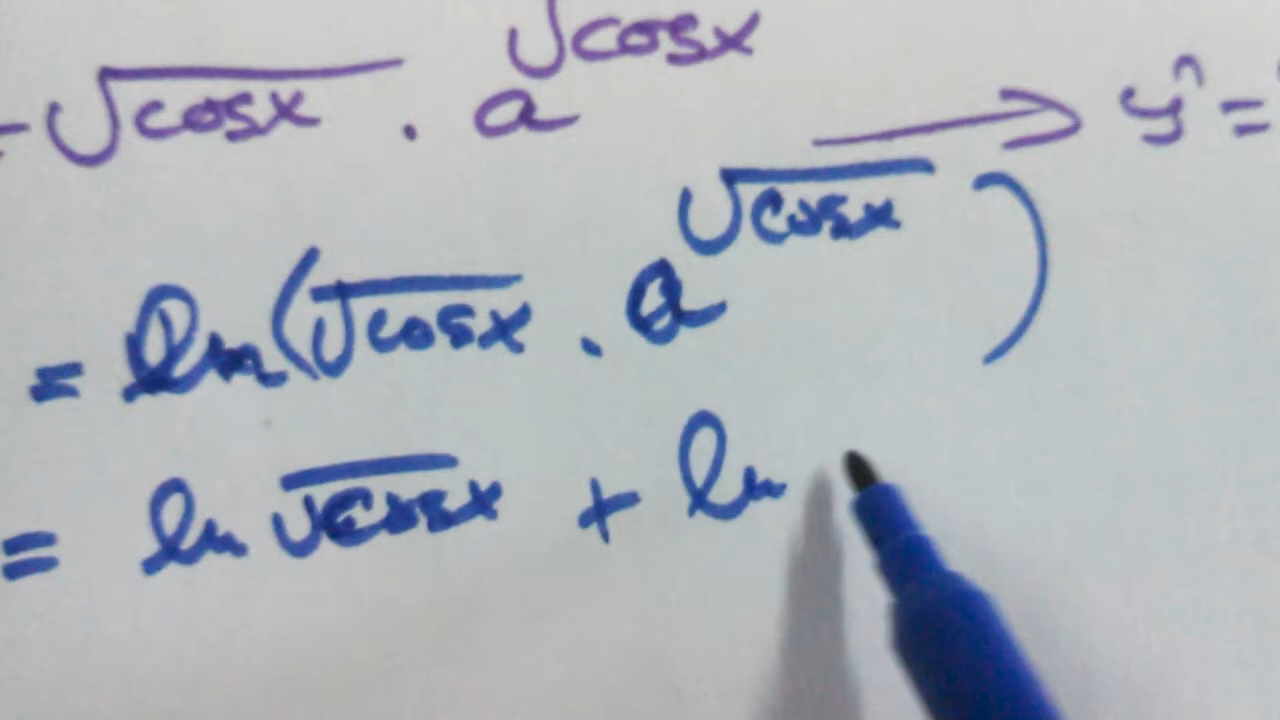 = √cosx . a^√cosx → y' =
= ln(√cosx . a^√cosx)
= ln √cosx + ln